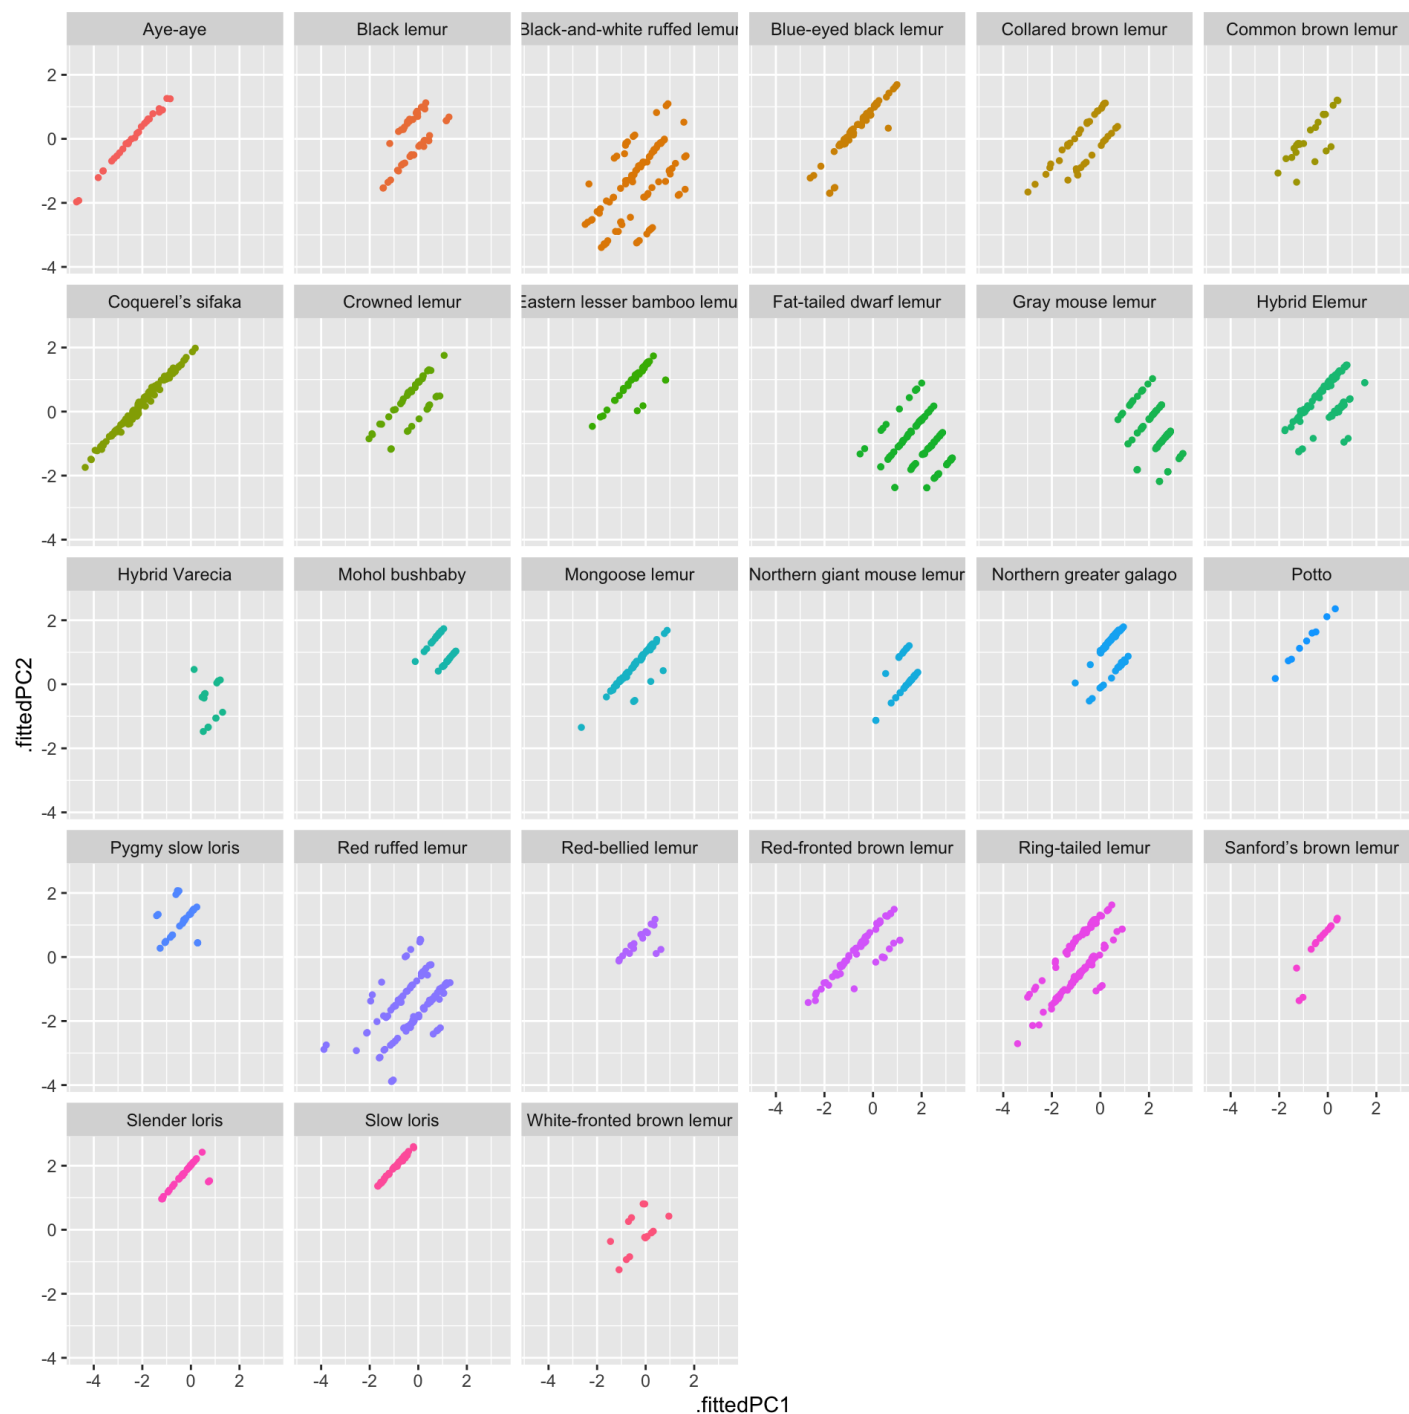 Aye-aye Black lemur Black-and-white ruffed lemur Blue-eyed black lemur Collared brown lemur Common brown lemur
2
0
-2
-4
Coquerel’s sifaka Crowned lemur Eastern lesser bamboo lemu Fat-tailed dwarf lemur Gray mouse lemur Hybrid Elemur
2
0
-2
-4
Hybrid Varecia Mohol bushbaby Mongoose lemur Northern giant mouse lemur Northern greater galago Potto
2
0
-2
-4
.fittedPC2
Pygmy slow loris Red ruffed lemur Red-bellied lemur Red-fronted brown lemur Ring-tailed lemur Sanford’s brown lemur
2
0
-2
-4
-4 -2 0 2 -4 -2 0 2 -4 -2 0 2
Slender loris Slow loris White-fronted brown lemur
2
0
-2
-4
-4 -2 0 2 -4 -2 0 2 -4 -2 0 2
.fittedPC1